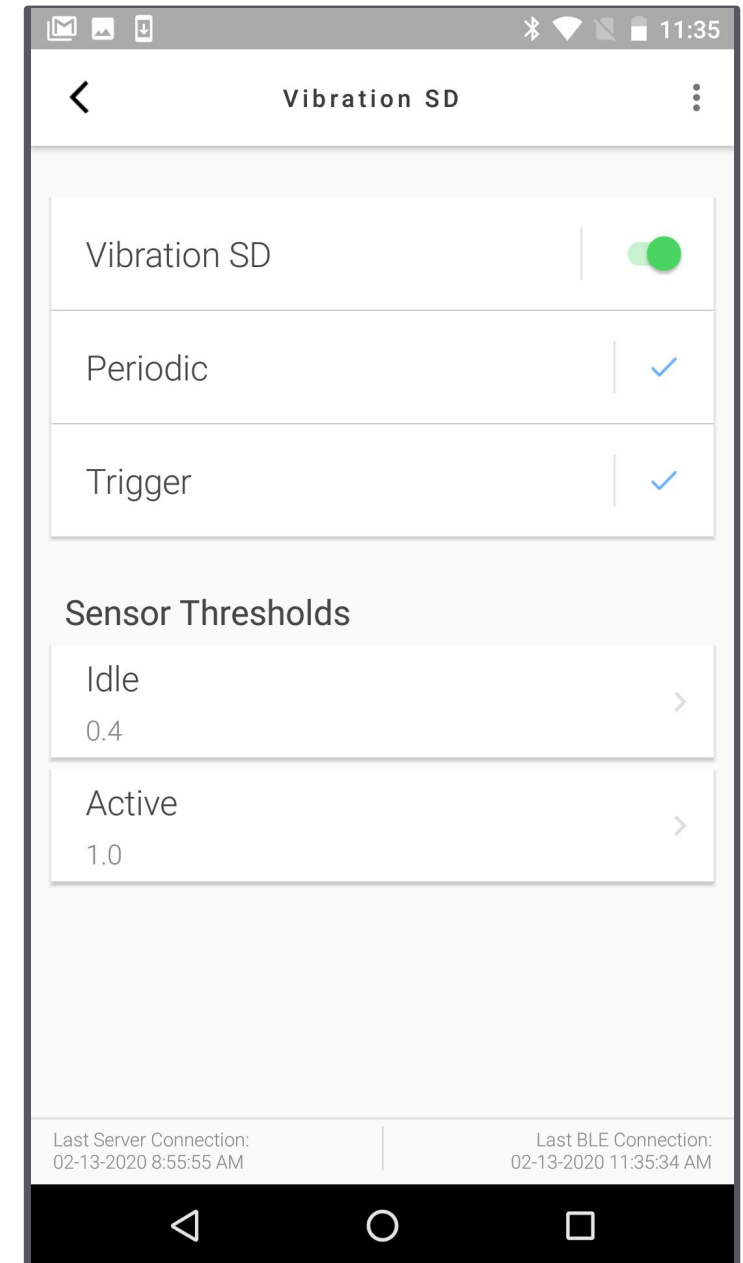 11:35
Vibration SD
Vibration SD
Periodic
Trigger
Sensor Thresholds
Idle
0.4
Active
1.0
Last Server Connection:
02-13-2020 8:55:55 AM
Last BLE Connection:
02-13-2020 11:35:34 AM